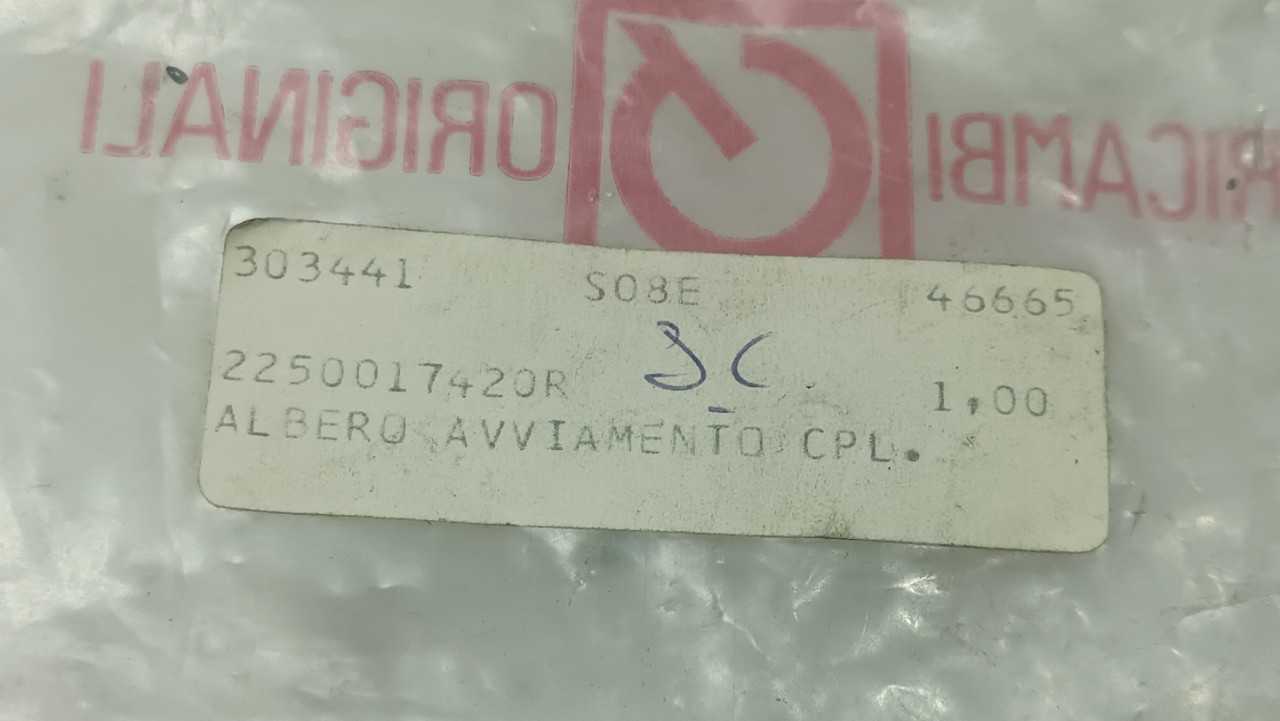 RICAMBI ORIGINALI
303441 S08E 46665
2250017420R 1,00
ALBERO AVVIAMENTO CPL.